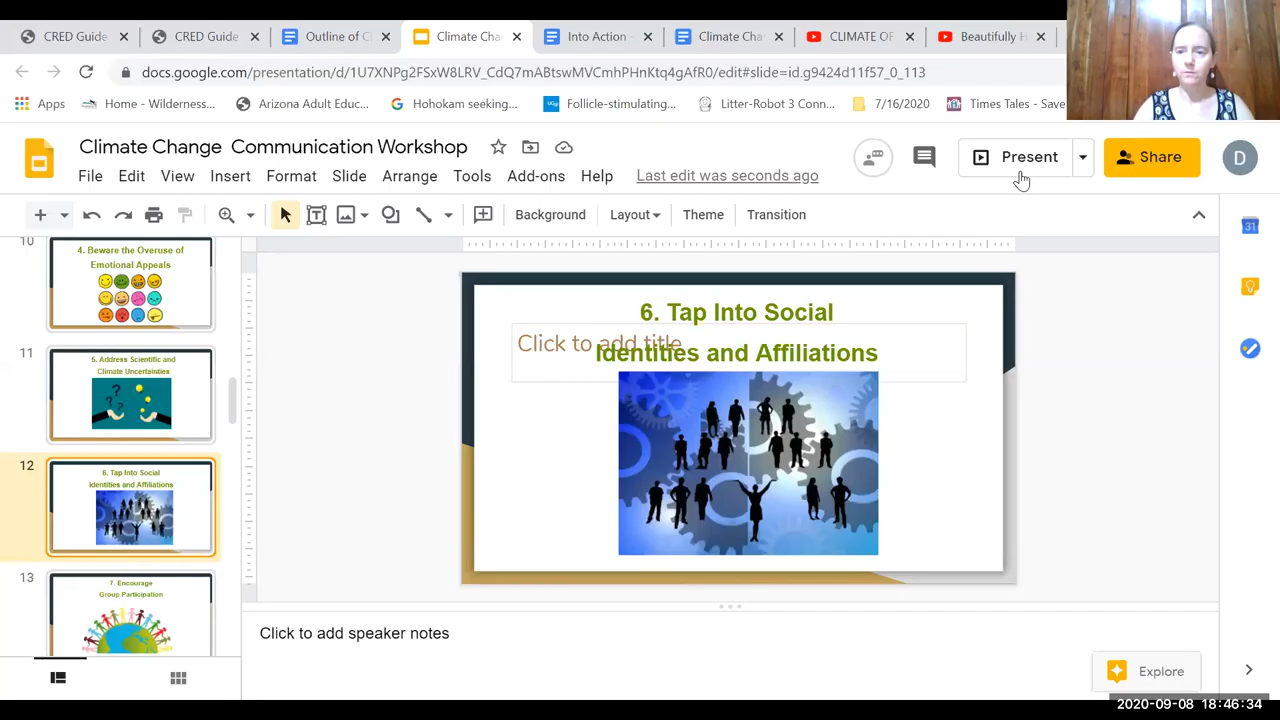 CRED Guide
CRED Guide
Outline of C
Climate Cha
Into Action -
Climate Cha
CLIMATE OF
Beautifully H
docs.google.com/presentation/d/1U7XNPg2FSxW8LRV_CdQ7mABtswMVCmhPHnKtq4gAfR0/edit#slide=id.g9424d11f57_0_113
Apps
Home - Wilderness...
Arizona Adult Educ...
Hohokam seeking...
Follicle-stimulating...
Litter-Robot 3 Conn...
7/16/2020
Times Tales - Save
Climate Change Communication Workshop
Present
Share
D
File Edit View Insert Format Slide Arrange Tools Add-ons Help Last edit was seconds ago
Background Layout Theme Transition
31
10
4. Beware the Overuse of
Emotional Appeals
11
5. Address Scientific and
Climate Uncertainties
12
6. Tap Into Social
Identities and Affiliations
13
7. Encourage
Group Participation
6. Tap Into Social
Click to add title
Identities and Affiliations
Click to add speaker notes
Explore
2020-09-08 18:46:34